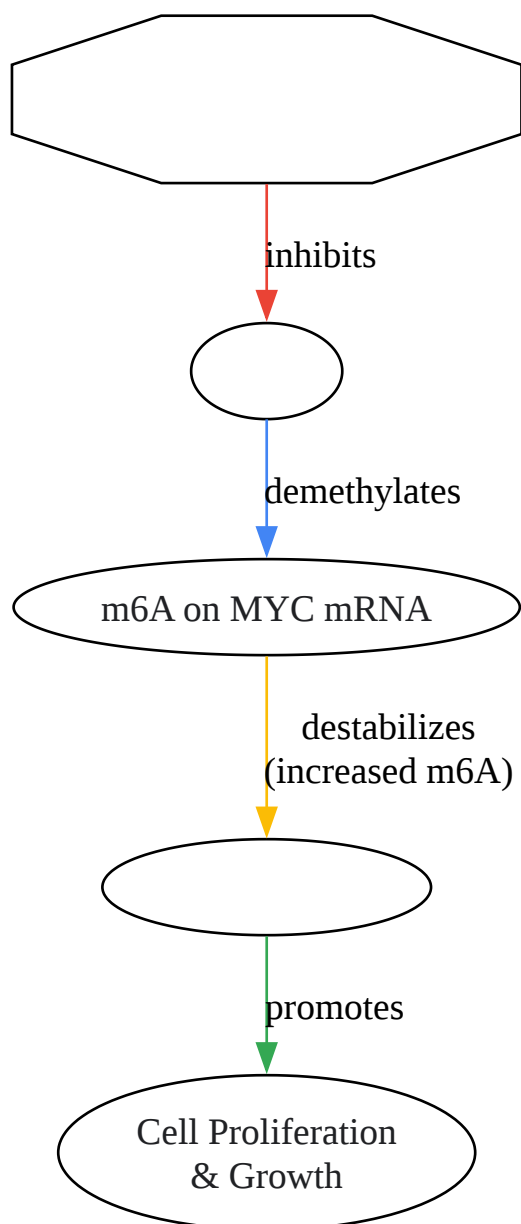 inhibits
demethylates
m6A on MYC mRNA
destabilizes
(increased m6A)
promotes
Cell Proliferation
& Growth